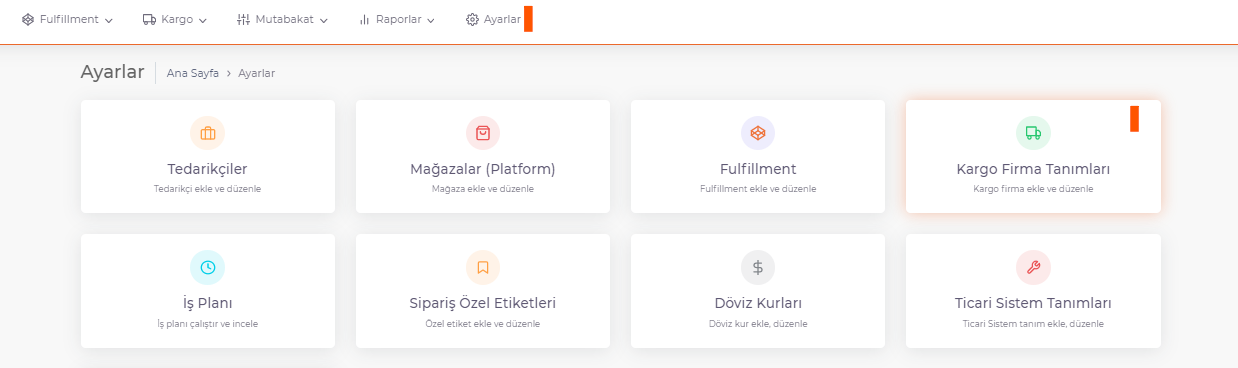 Fulfillment Kargo Mutabakat Raporlar Ayarlar
Ayarlar Ana Sayfa > Ayarlar
Tedarikçiler
Tedarikçi ekle ve düzenle
Mağazalar (Platform)
Mağaza ekle ve düzenle
Fulfillment
Fulfillment ekle ve düzenle
Kargo Firma Tanımları
Kargo firma ekle ve düzenle
İş Planı
İş planı çalıştır ve incele
Sipariş Özel Etiketleri
Özel etiket ekle ve düzenle
Döviz Kurları
Döviz kur ekle, düzenle
Ticari Sistem Tanımları
Ticari Sistem tanım ekle, düzenle